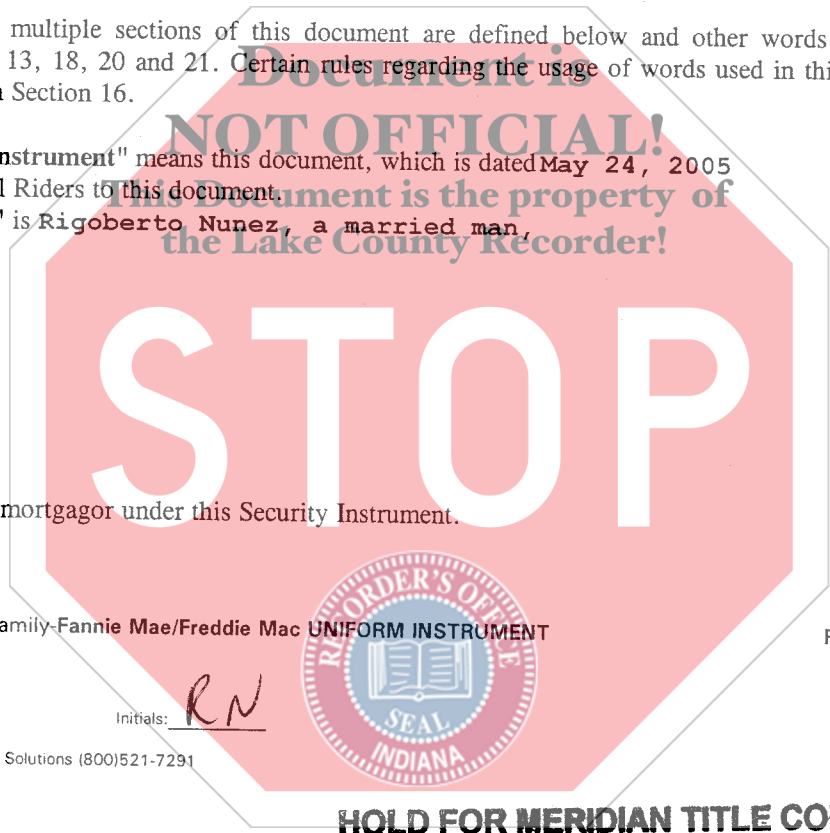 multiple sections of this document are defined below and other words
13, 18, 20 and 21. Certain rules regarding the usage of words used in thi
Section 16.
Document is
NOT OFFICIAL!
This Document is the property of
the Lake County Recorder!
nstrument" means this document, which is dated May 24, 2005
l Riders to this document.
" is Rigoberto Nunez, a married man,
STOP
mortgagor under this Security Instrument.
amily-Fannie Mae/Freddie Mac UNIFORM INSTRUMENT
RECORDER'S OFFICE
SEAL
INDIANA
Initials: RN
Solutions (800)521-7291
HOLD FOR MERIDIAN TITLE CO